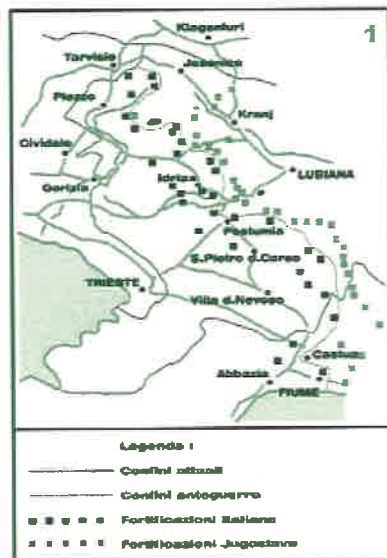 1
Klagenfurt
Tarvisio
Jesenice
Plezzo
Kranj
Cividale
LUBIANA
Idria
Gorizia
Postumia
S.Pietro d.Carso
TRIESTE
Villa d.Nevoso
Castua
Abbazia
FIUME
Legenda 1
Confini attuali
Confini anteguerra
Fortificazioni Italiane
Fortificazioni Jugoslave